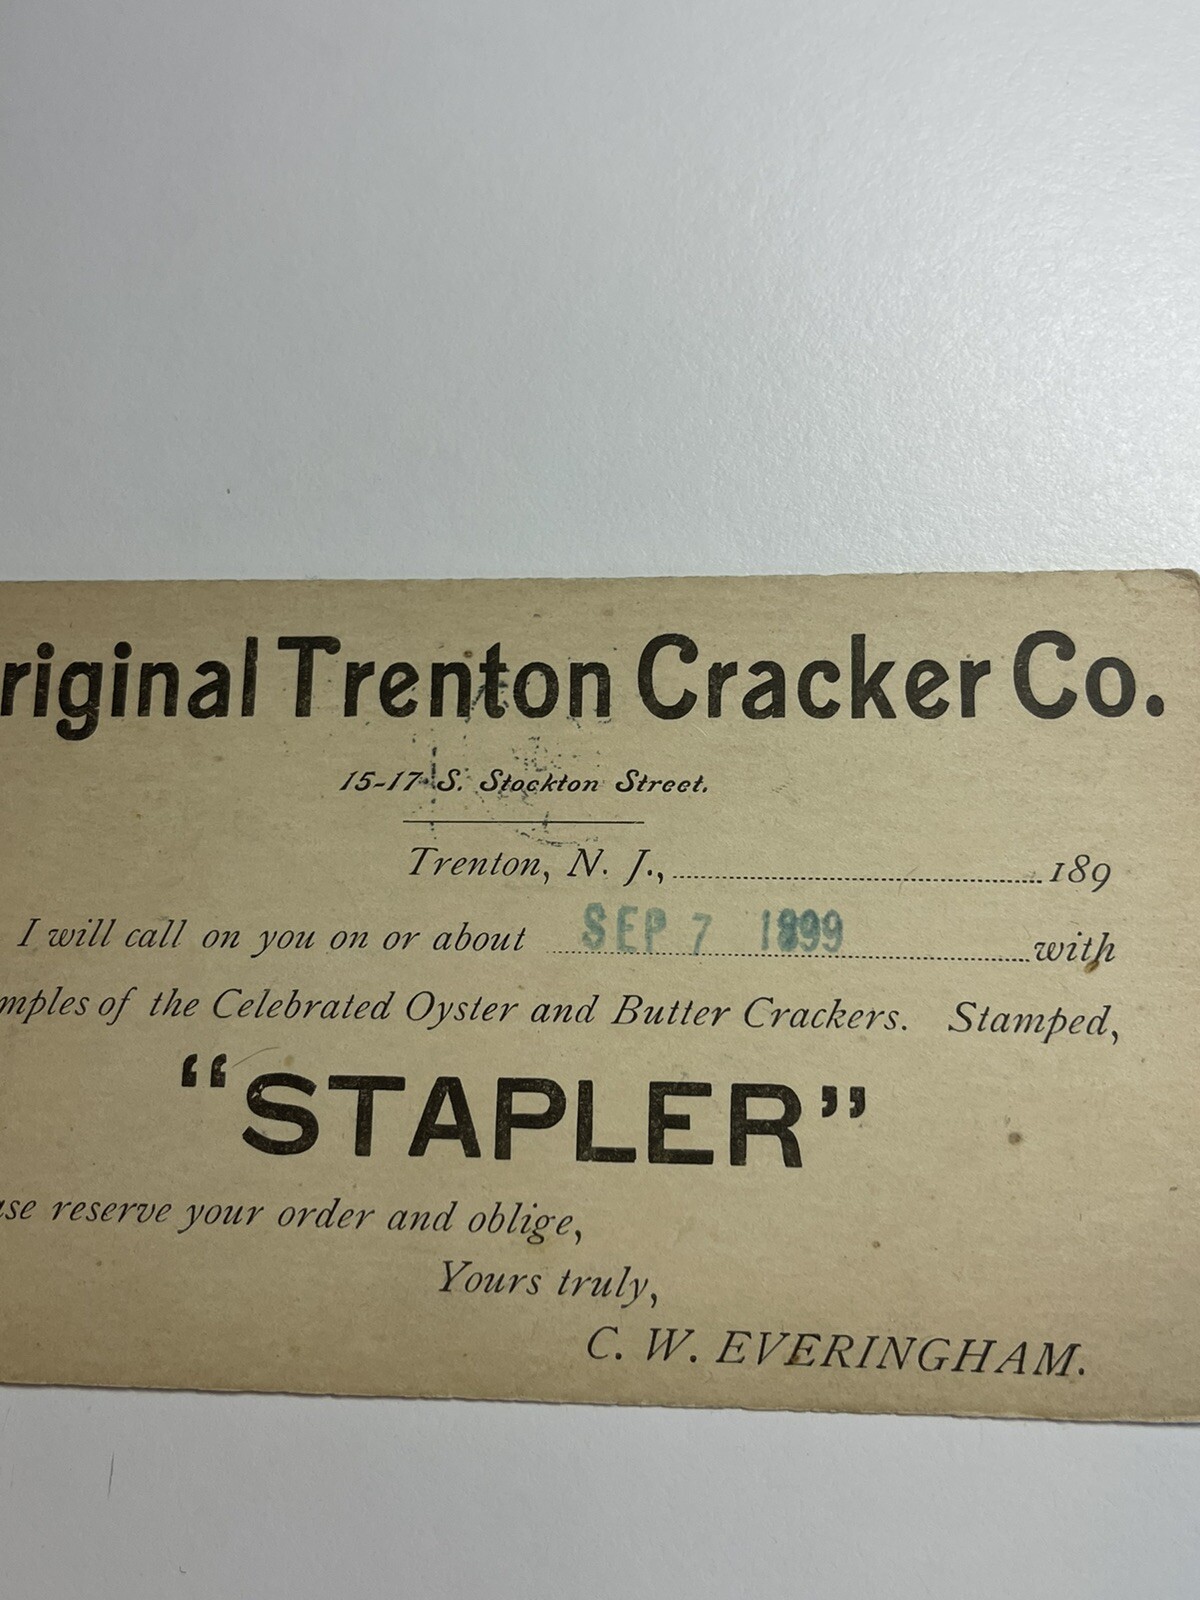 riginal Trenton Cracker Co.
15-17 S. Stockton Street.
Trenton, N. J., 189
I will call on you on or about SEP 7 1899 with
mples of the Celebrated Oyster and Butter Crackers. Stamped,
“STAPLER”
ase reserve your order and oblige,
Yours truly,
C. W. EVERINGHAM.